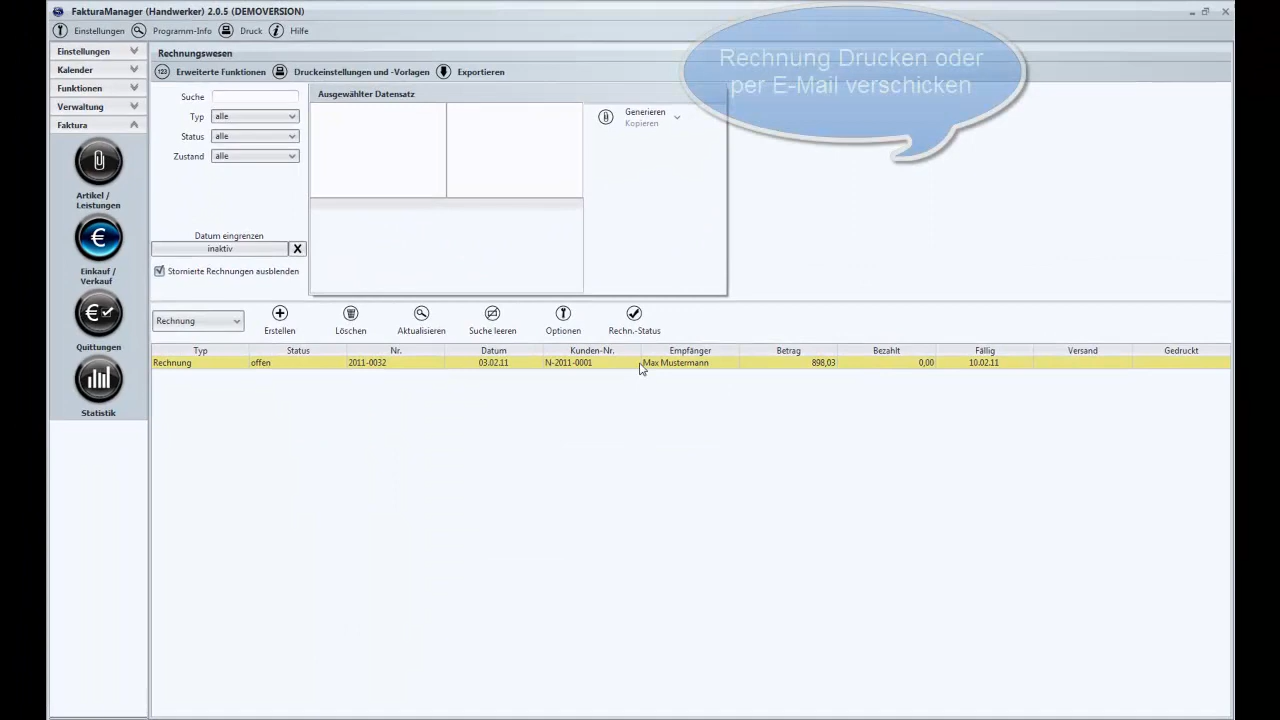 FakturaManager (Handwerker) 2.0.5 (DEMOVERSION)
Einstellungen Programm-Info Druck Hilfe
Rechnung Drucken oder
per E-Mail verschicken
Einstellungen
Kalender
Funktionen
Verwaltung
Faktura
Artikel /
Leistungen
Einkauf /
Verkauf
Quittungen
Statistik
Rechnungswesen
123 Erweiterte Funktionen Druckeinstellungen und -Vorlagen Exportieren
Suche
Typ alle
Status alle
Zustand alle
Datum eingrenzen
inaktiv X
Stornierte Rechnungen ausblenden
Ausgewählter Datensatz
Generieren
Kopieren
Rechnung Erstellen Löschen Aktualisieren Suche leeren Optionen Rechn.-Status
Typ Status Nr. Datum Kunden-Nr. Empfänger Betrag Bezahlt Fällig Versand Gedruckt
Rechnung offen 2011-0032 03.02.11 N-2011-0001 Max Mustermann 898,03 0,00 10.02.11